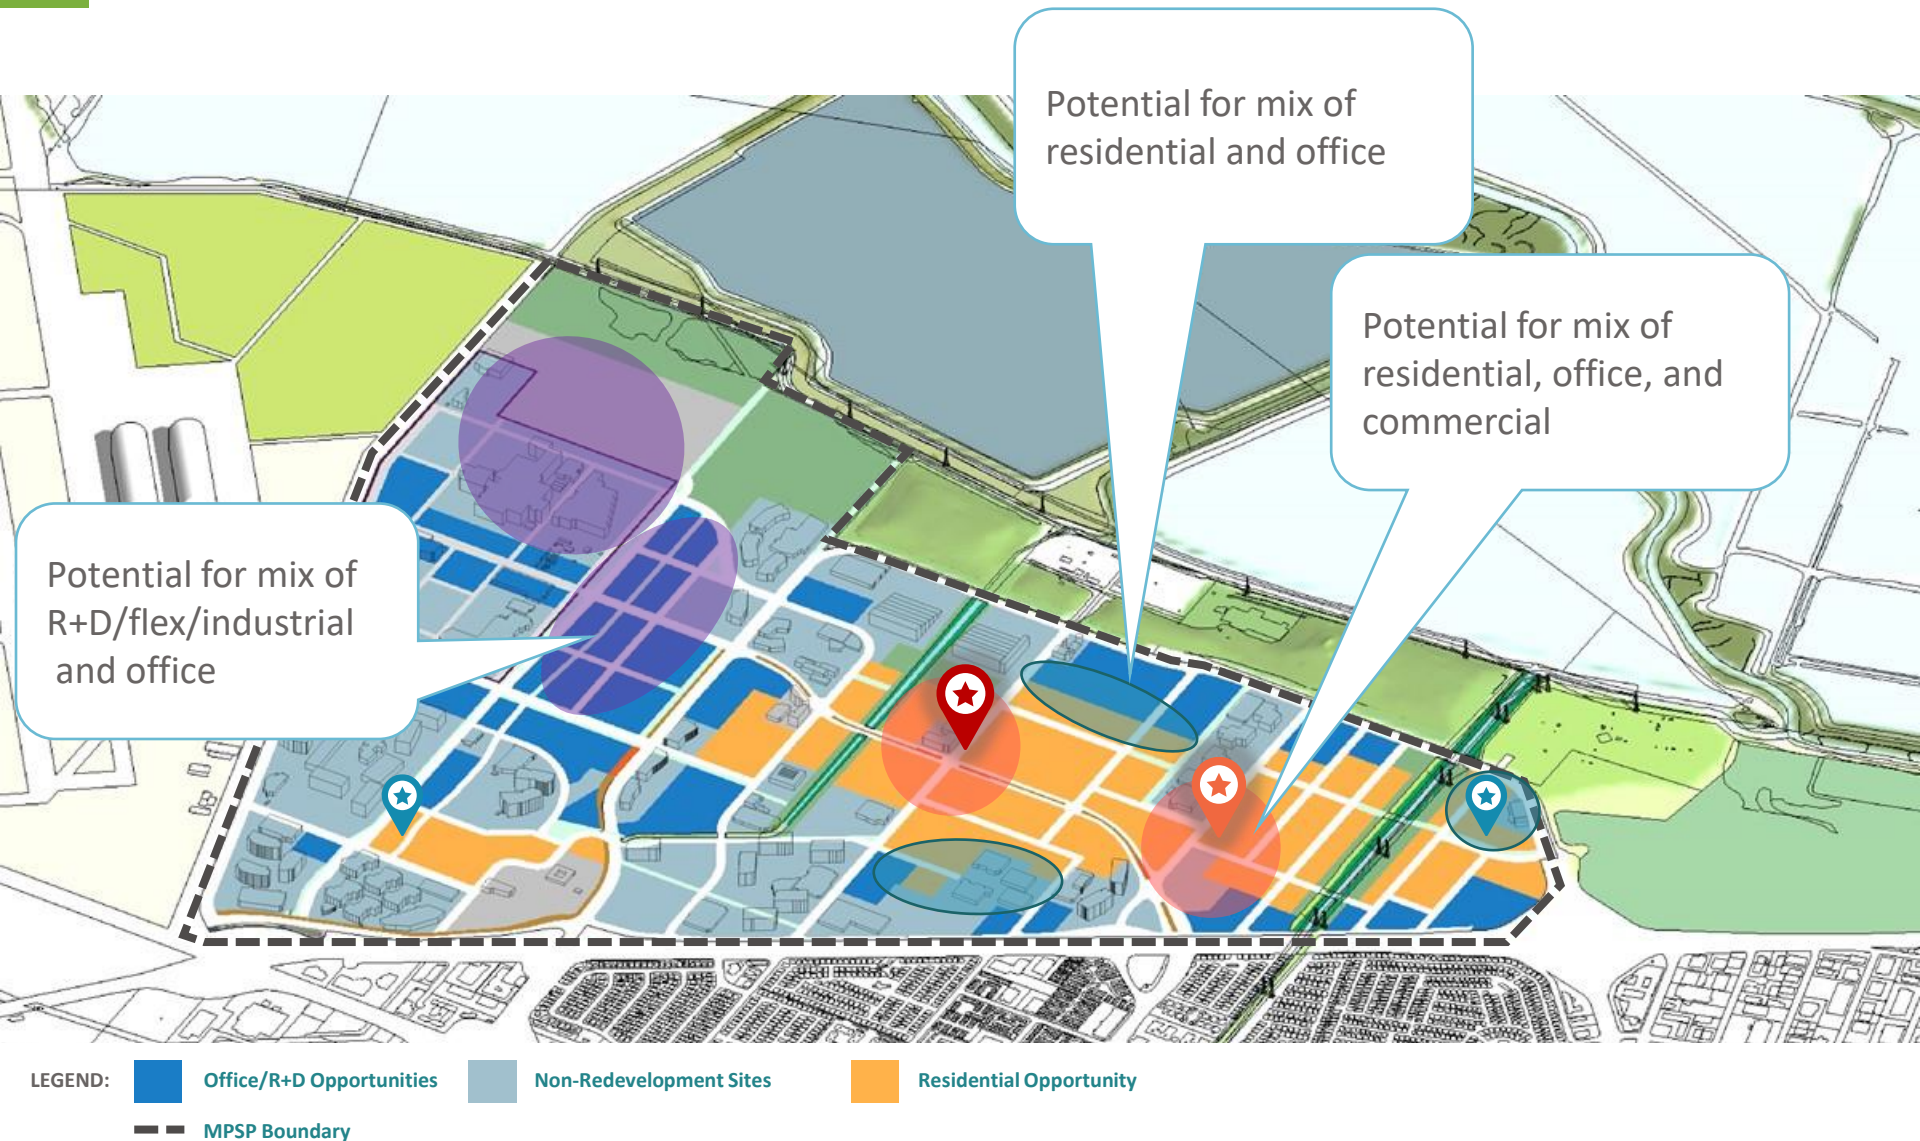 Potential for mix of
residential and office
Potential for mix of
residential, office, and
commercial
Potential for mix of
R+D/flex/industrial
and office
LEGEND:
Office/R+D Opportunities
Non-Redevelopment Sites
Residential Opportunity
MPSP Boundary